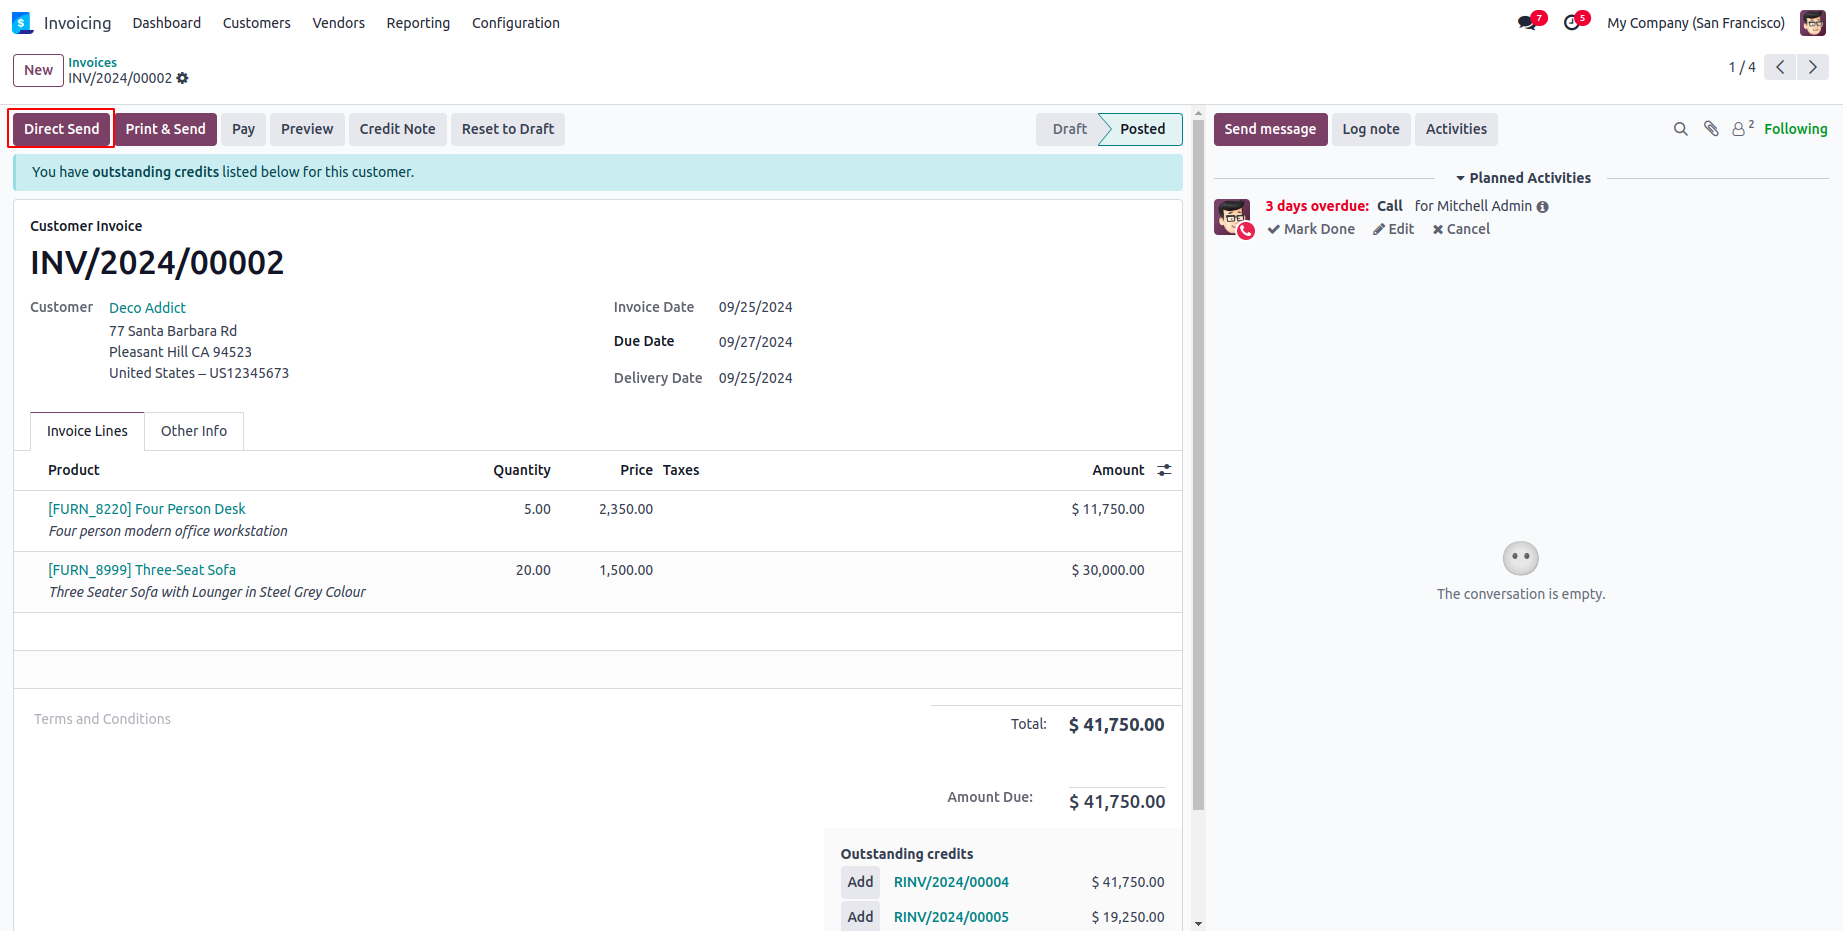 Invoicing Dashboard Customers Vendors Reporting Configuration 7 5 My Company (San Francisco)
New Invoices
INV/2024/00002
1 / 4
Direct Send Print & Send Pay Preview Credit Note Reset to Draft Draft Posted
You have outstanding credits listed below for this customer.
Customer Invoice
INV/2024/00002
Customer Deco Addict
77 Santa Barbara Rd
Pleasant Hill CA 94523
United States – US12345673
Invoice Date 09/25/2024
Due Date 09/27/2024
Delivery Date 09/25/2024
Invoice Lines Other Info
Product Quantity Price Taxes Amount
[FURN_8220] Four Person Desk 5.00 2,350.00 $ 11,750.00
Four person modern office workstation
[FURN_8999] Three-Seat Sofa 20.00 1,500.00 $ 30,000.00
Three Seater Sofa with Lounger in Steel Grey Colour
Terms and Conditions
Total: $ 41,750.00
Amount Due: $ 41,750.00
Outstanding credits
Add RINV/2024/00004 $ 41,750.00
Add RINV/2024/00005 $ 19,250.00
Send message Log note Activities 2 Following
Planned Activities
3 days overdue: Call for Mitchell Admin
Mark Done Edit Cancel
The conversation is empty.